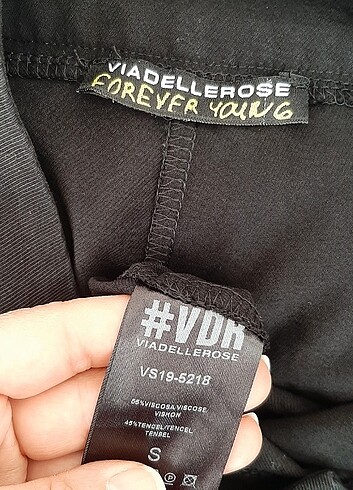 VIADELLEROSE
FOREVER YOUNG
#VDR
VIADELLEROSE
VS19-5218
55%VISCOSA/VISCOSE
VISKON
45%TENCEL/TENCEL
TENSEL
S